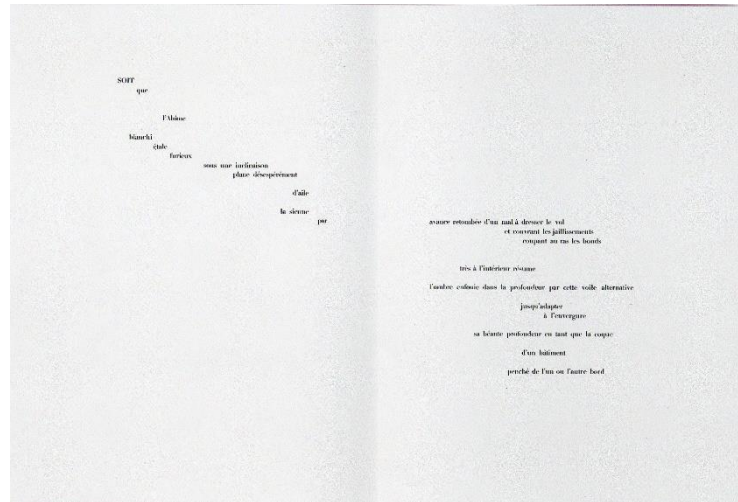 SOIT
que
l'Abîme
blanchi
étale
furieux
sous une inclinaison
plane désespérément
d'aile
la sienne
par
avance retombée d'un mal à dresser le vol
et couvrant les jaillissements
coupant au ras les bonds
très à l'intérieur résume
l'ombre enfouie dans la profondeur par cette voile alternative
jusqu'adapter
à l'envergure
sa béante profondeur en tant que la coque
d'un bâtiment
penché de l'un ou l'autre bord